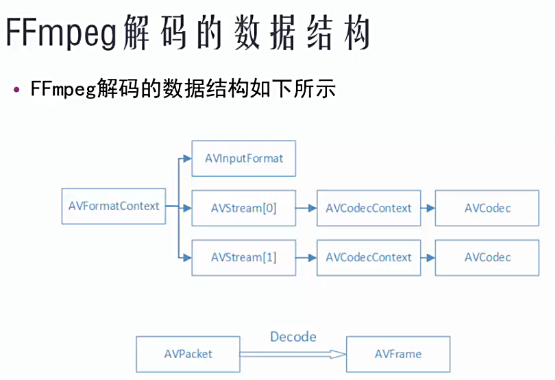 FFmpeg解码的数据结构
• FFmpeg解码的数据结构如下所示
AVInputFormat
AVFormatContext
AVStream[0]
AVCodecContext
AVCodec
AVStream[1]
AVCodecContext
AVCodec
Decode
AVPacket
AVFrame